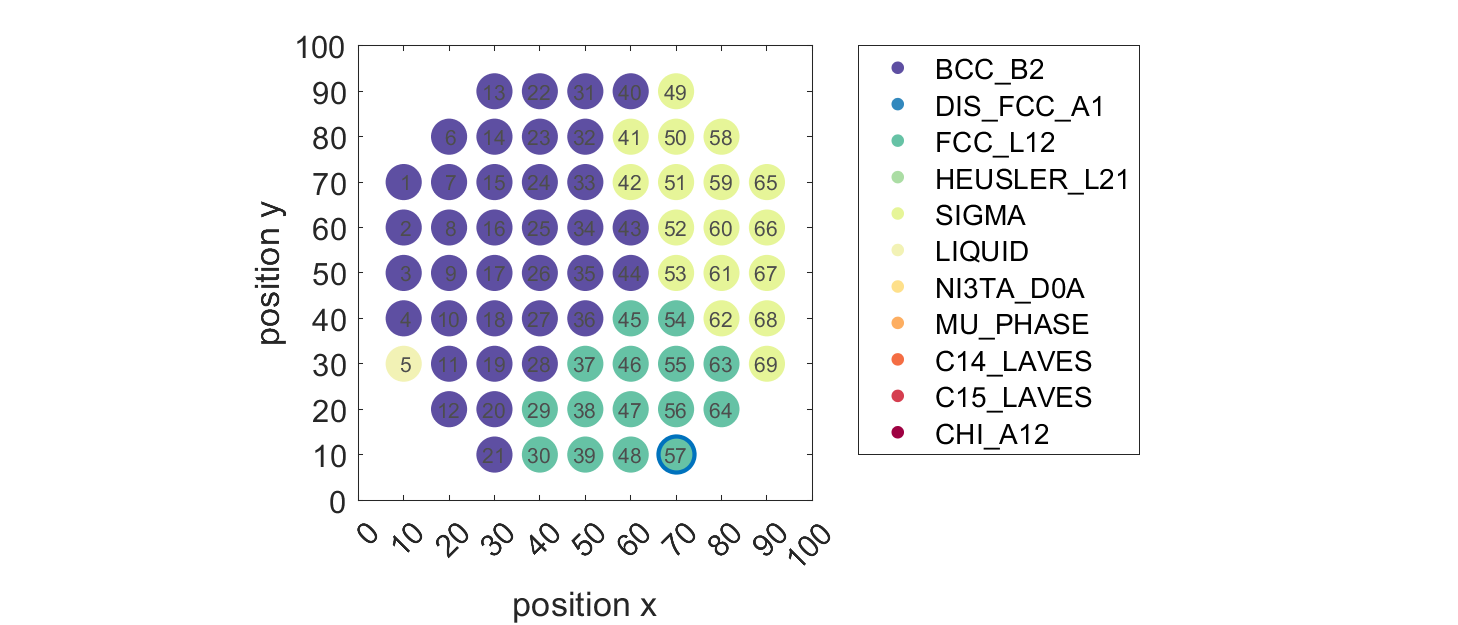 100
90
80
70
60
50
40
30
20
10
0
position y
13 22 31 40 49
6 14 23 32 41 50 58
1 7 15 24 33 42 51 59 65
2 8 16 25 34 43 52 60 66
3 9 17 26 35 44 53 61 67
4 10 18 27 36 45 54 62 68
5 11 19 28 37 46 55 63 69
12 20 29 38 47 56 64
21 30 39 48 57
0 10 20 30 40 50 60 70 80 90 100
position x
BCC_B2
DIS_FCC_A1
FCC_L12
HEUSLER_L21
SIGMA
LIQUID
NI3TA_D0A
MU_PHASE
C14_LAVES
C15_LAVES
CHI_A12